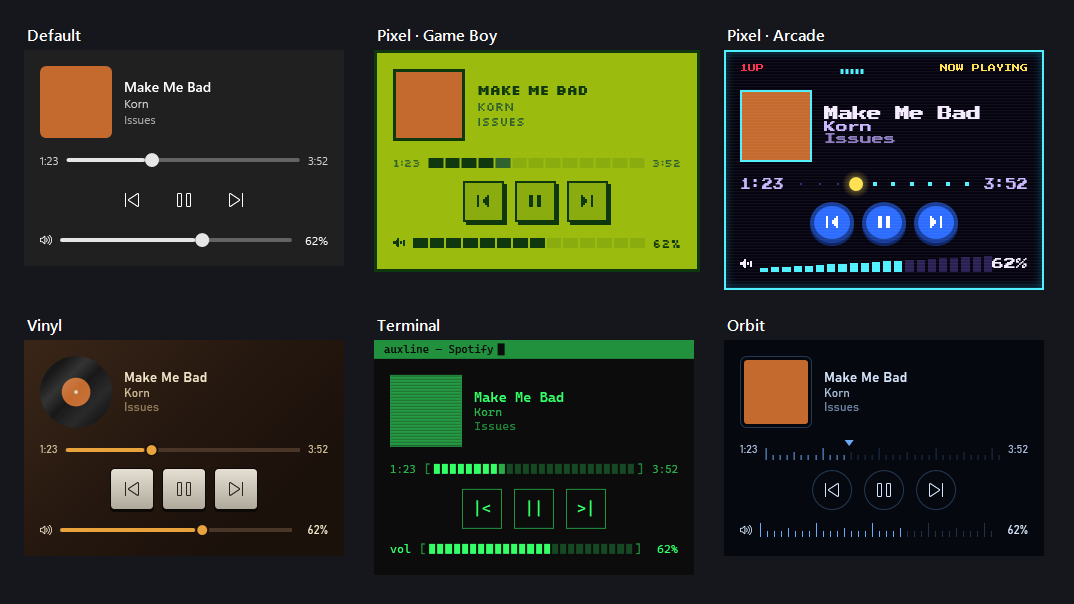 Default
Make Me Bad
Korn
Issues
1:23 3:52
62%
Pixel · Game Boy
MAKE ME BAD
KORN
ISSUES
1:23 3:52
62%
Pixel · Arcade
1UP NOW PLAYING
Make Me Bad
Korn
Issues
1:23 3:52
62%
Vinyl
Make Me Bad
Korn
Issues
1:23 3:52
62%
Terminal
auxline — Spotify
Make Me Bad
Korn
Issues
1:23 [ ] 3:52
|< || >|
vol [ ] 62%
Orbit
Make Me Bad
Korn
Issues
1:23 3:52
62%